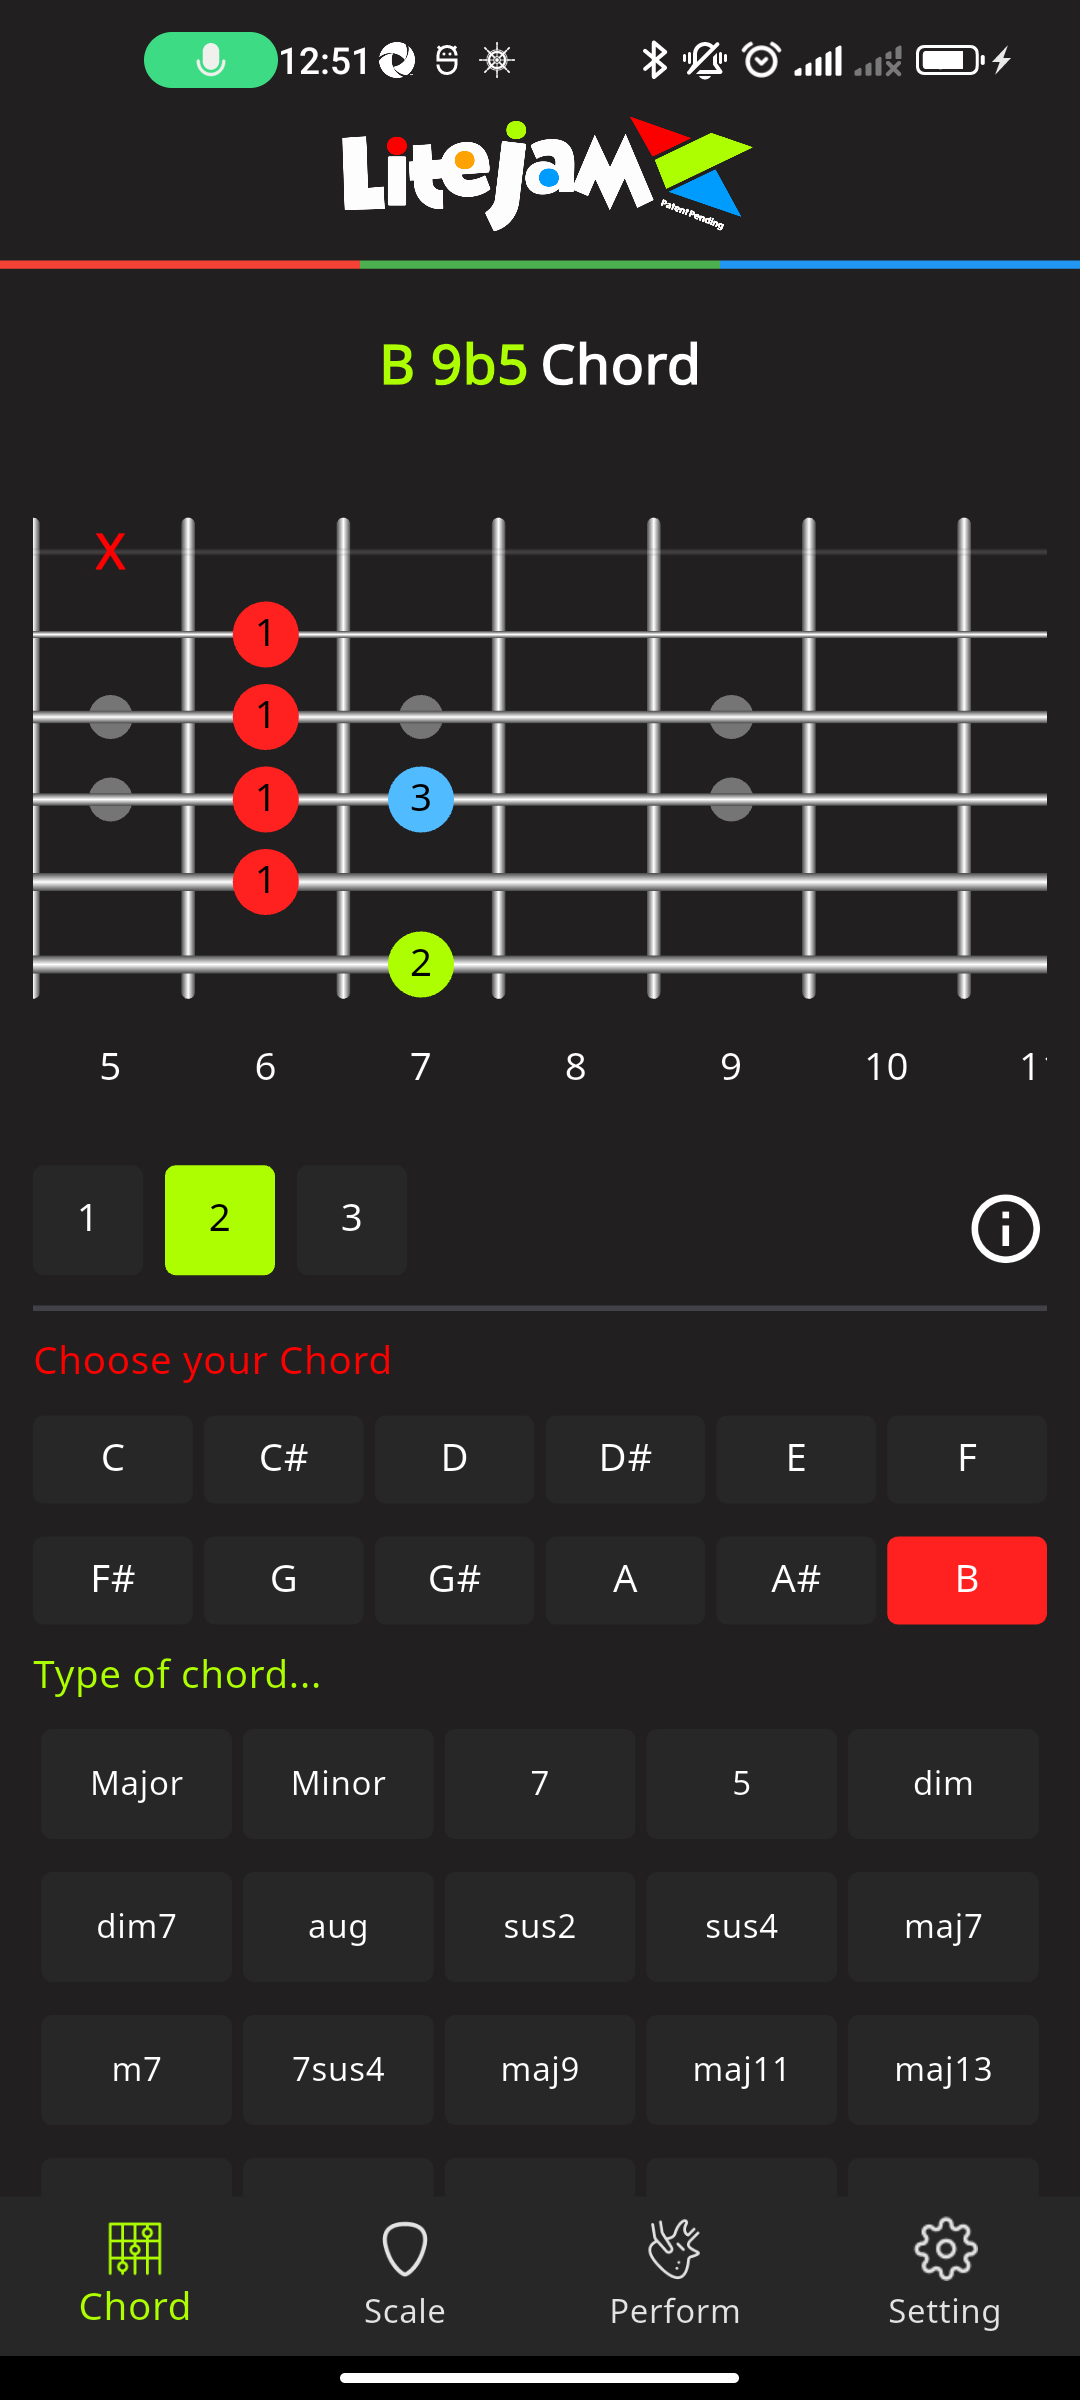 12:51
Litejam
Patent Pending
B 9b5 Chord
X
1
1
1 3
1
2
5 6 7 8 9 10
1 2 3
Choose your Chord
C C# D D# E F
F# G G# A A# B
Type of chord...
Major Minor 7 5 dim
dim7 aug sus2 sus4 maj7
m7 7sus4 maj9 maj11 maj13
Chord Scale Perform Setting